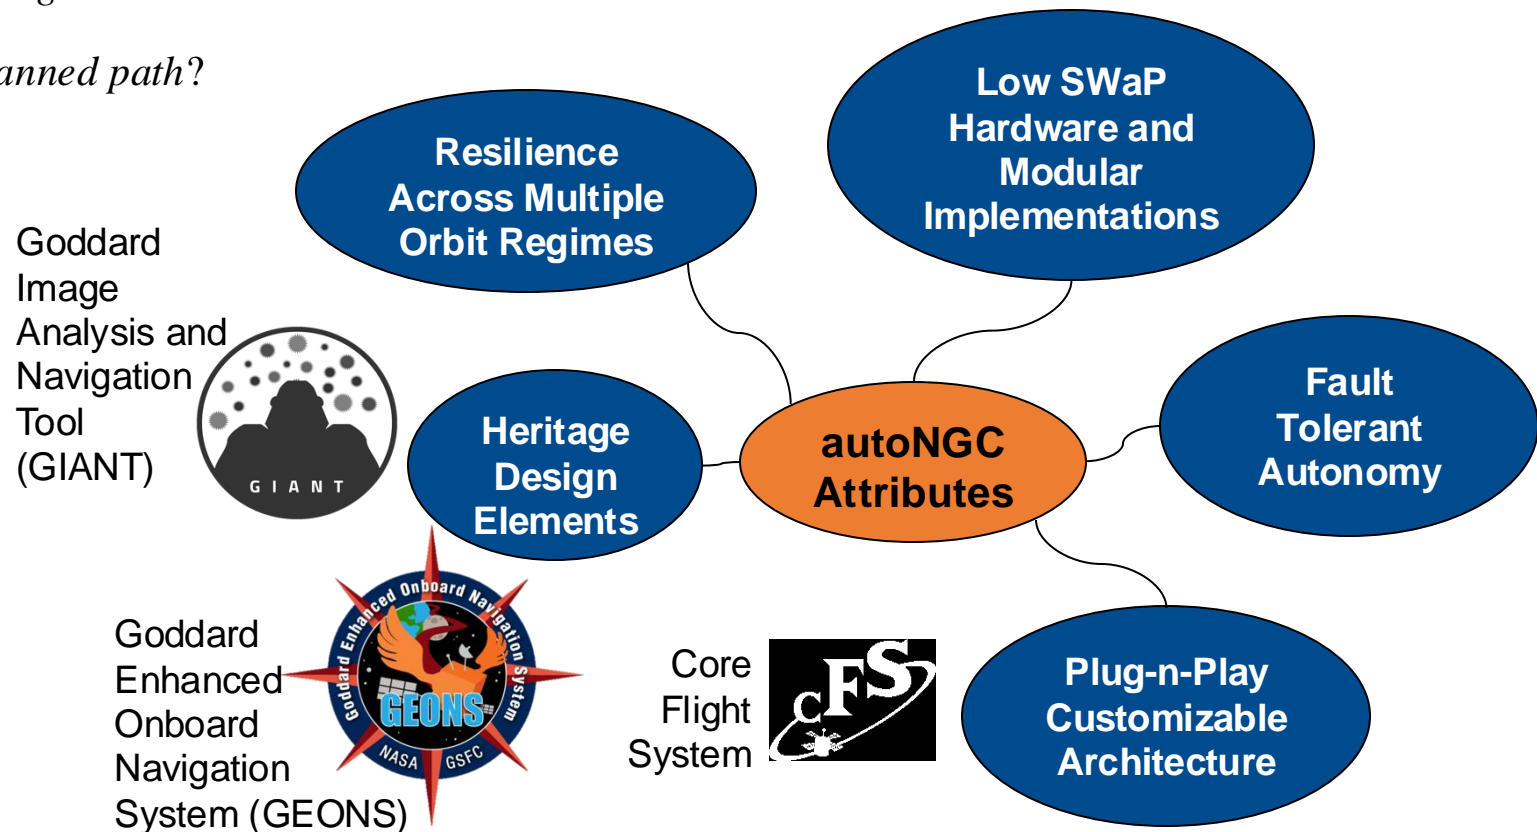 anned path?
Resilience
Across Multiple
Orbit Regimes
Low SWaP
Hardware and
Modular
Implementations
Goddard
Image
Analysis and
Navigation
Tool
(GIANT)
GIANT
Heritage
Design
Elements
autoNGC
Attributes
Fault
Tolerant
Autonomy
Goddard
Enhanced
Onboard
Navigation
System (GEONS)
Goddard Enhanced Onboard Navigation System
GEONS
NASA GSFC
Core
Flight
System
cFS
Plug-n-Play
Customizable
Architecture